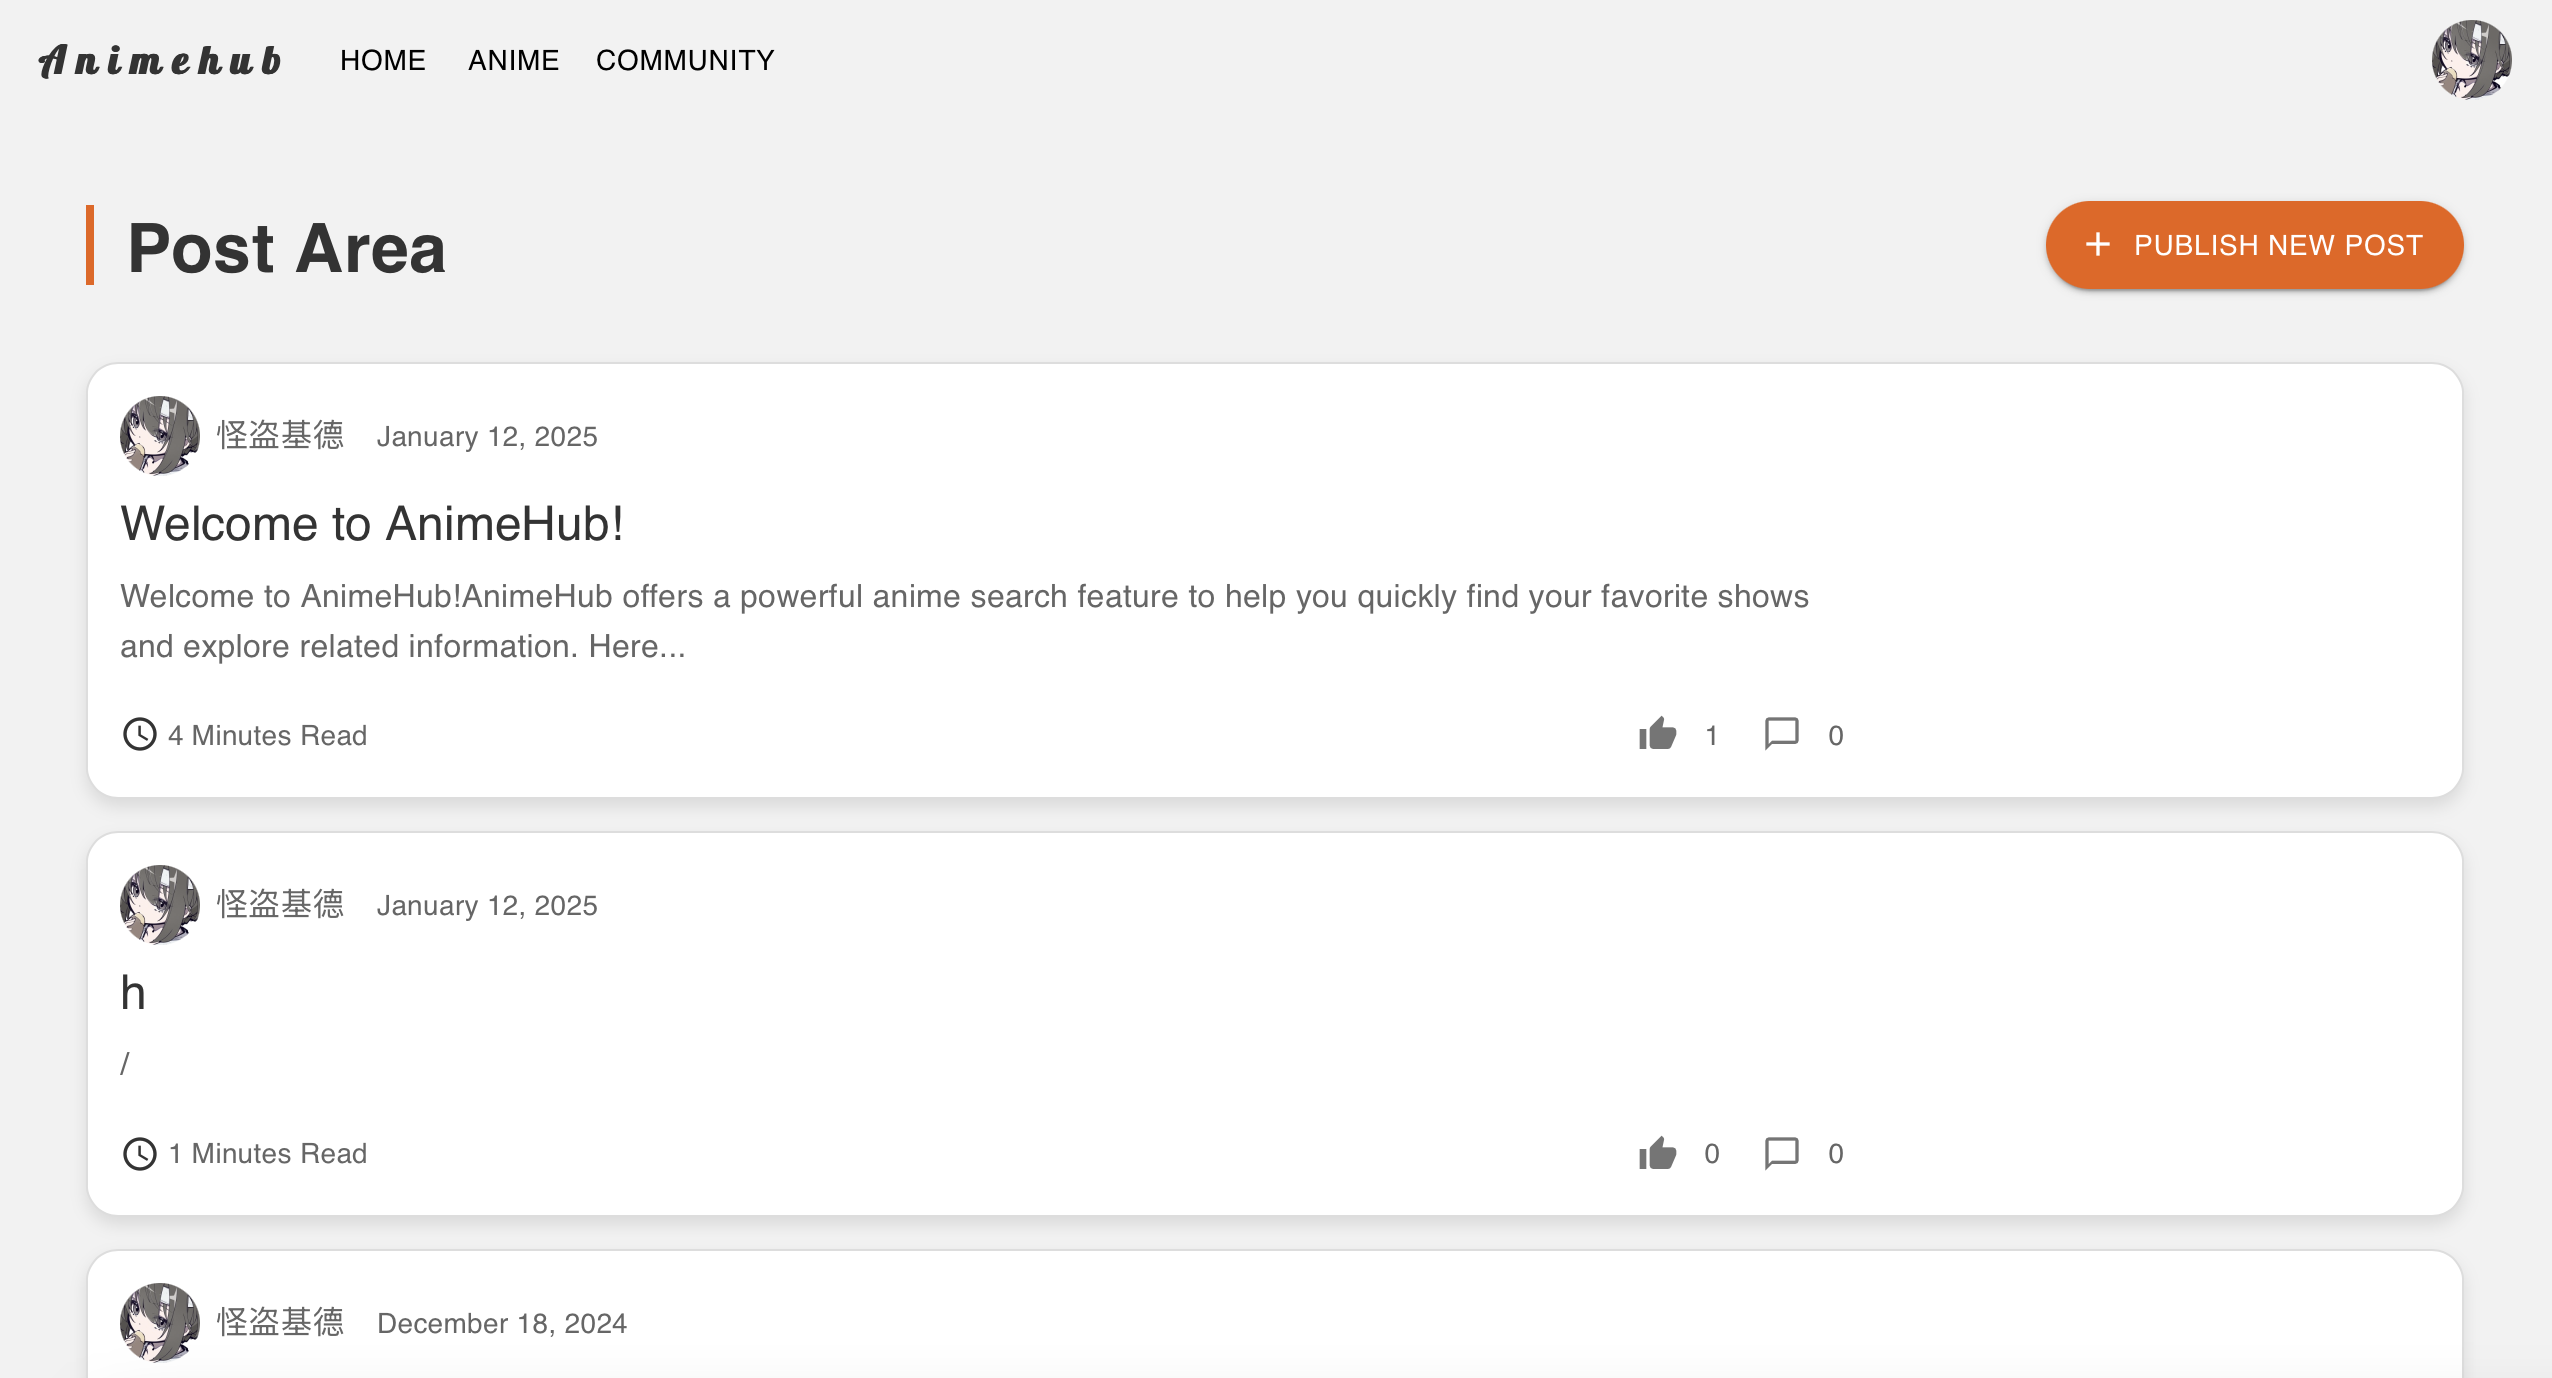 Animehub HOME ANIME COMMUNITY
Post Area
+ PUBLISH NEW POST
怪盗基德 January 12, 2025
Welcome to AnimeHub!
Welcome to AnimeHub!AnimeHub offers a powerful anime search feature to help you quickly find your favorite shows
and explore related information. Here...
4 Minutes Read 1 0
怪盗基德 January 12, 2025
h
/
1 Minutes Read 0 0
怪盗基德 December 18, 2024